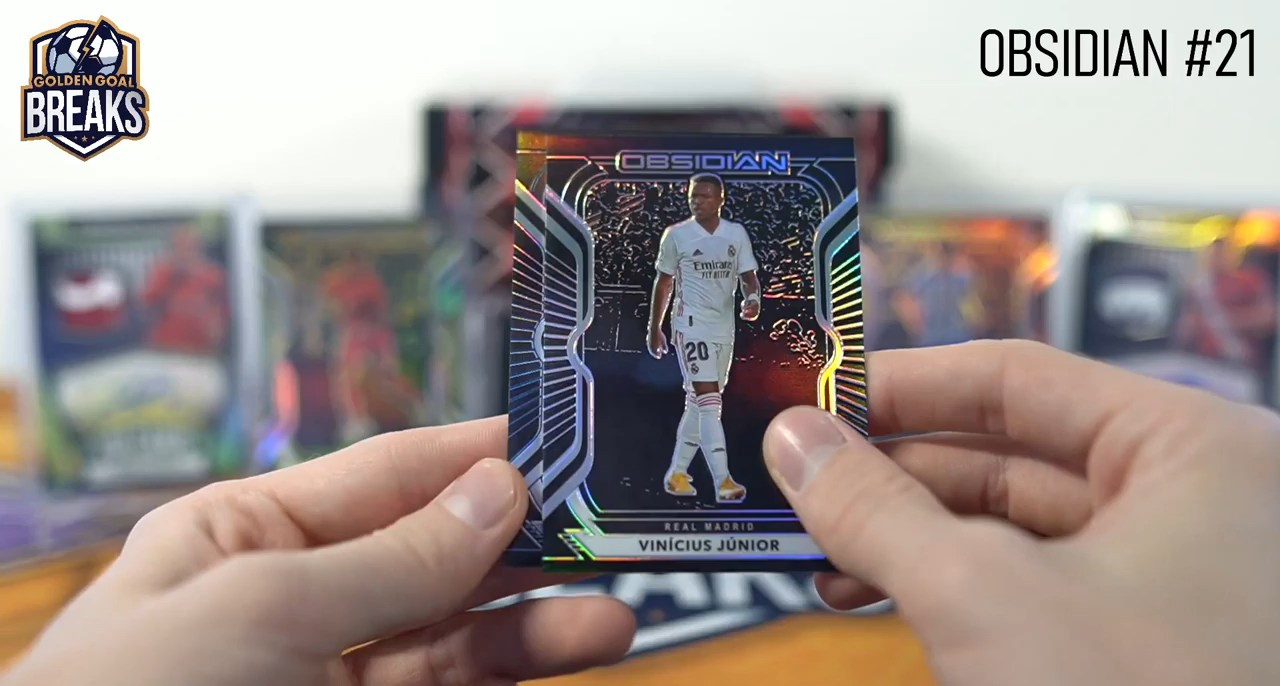 GOLDEN GOAL
BREAKS
OBSIDIAN #21
OBSIDIAN
Emirates
FLY BETTER
20
REAL MADRID
VINÍCIUS JÚNIOR